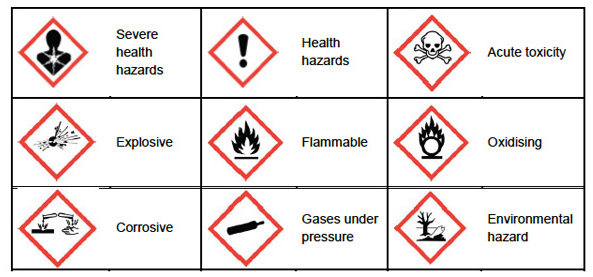 Severe
health
hazards
Health
hazards
Acute toxicity
Explosive
Flammable
Oxidising
Corrosive
Gases under
pressure
Environmental
hazard